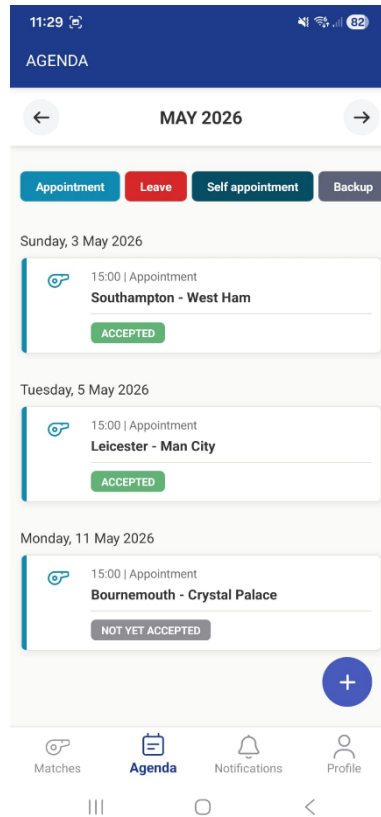 11:29
82
AGENDA
MAY 2026
Appointment Leave Self appointment Backup
Sunday, 3 May 2026
15:00 | Appointment
Southampton - West Ham
ACCEPTED
Tuesday, 5 May 2026
15:00 | Appointment
Leicester - Man City
ACCEPTED
Monday, 11 May 2026
15:00 | Appointment
Bournemouth - Crystal Palace
NOT YET ACCEPTED
Matches Agenda Notifications Profile